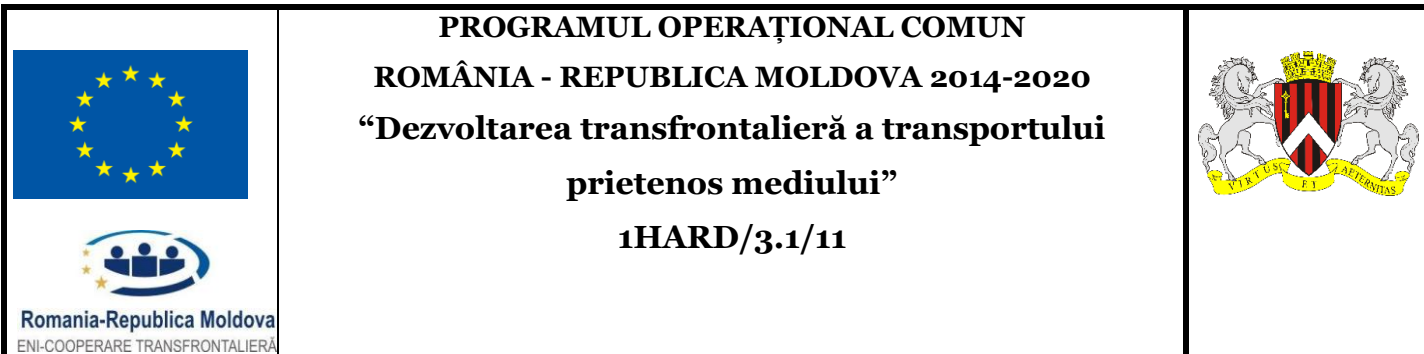 PROGRAMUL OPERAȚIONAL COMUN
ROMÂNIA - REPUBLICA MOLDOVA 2014-2020
“Dezvoltarea transfrontalieră a transportului
prietenos mediului”
1HARD/3.1/11
Romania-Republica Moldova
ENI-COOPERARE TRANSFRONTALIERĂ
VIRTUS ET AETERNITAS